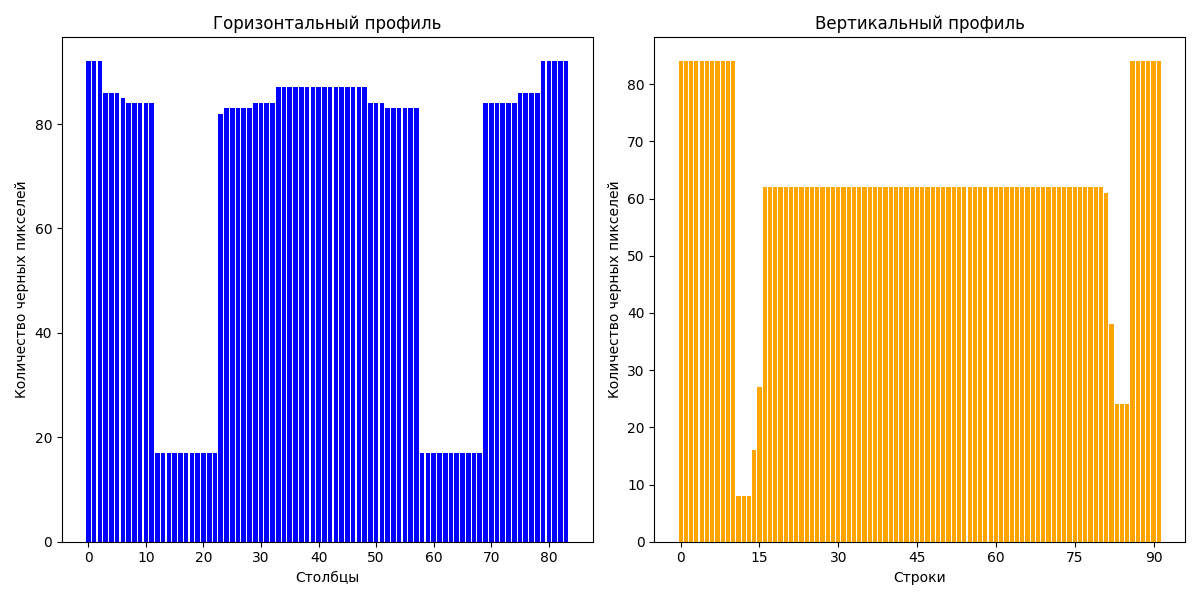 Горизонтальный профиль
Количество черных пикселей
80
60
40
20
0
0 10 20 30 40 50 60 70 80
Столбцы
Вертикальный профиль
Количество черных пикселей
80
70
60
50
40
30
20
10
0
0 15 30 45 60 75 90
Строки